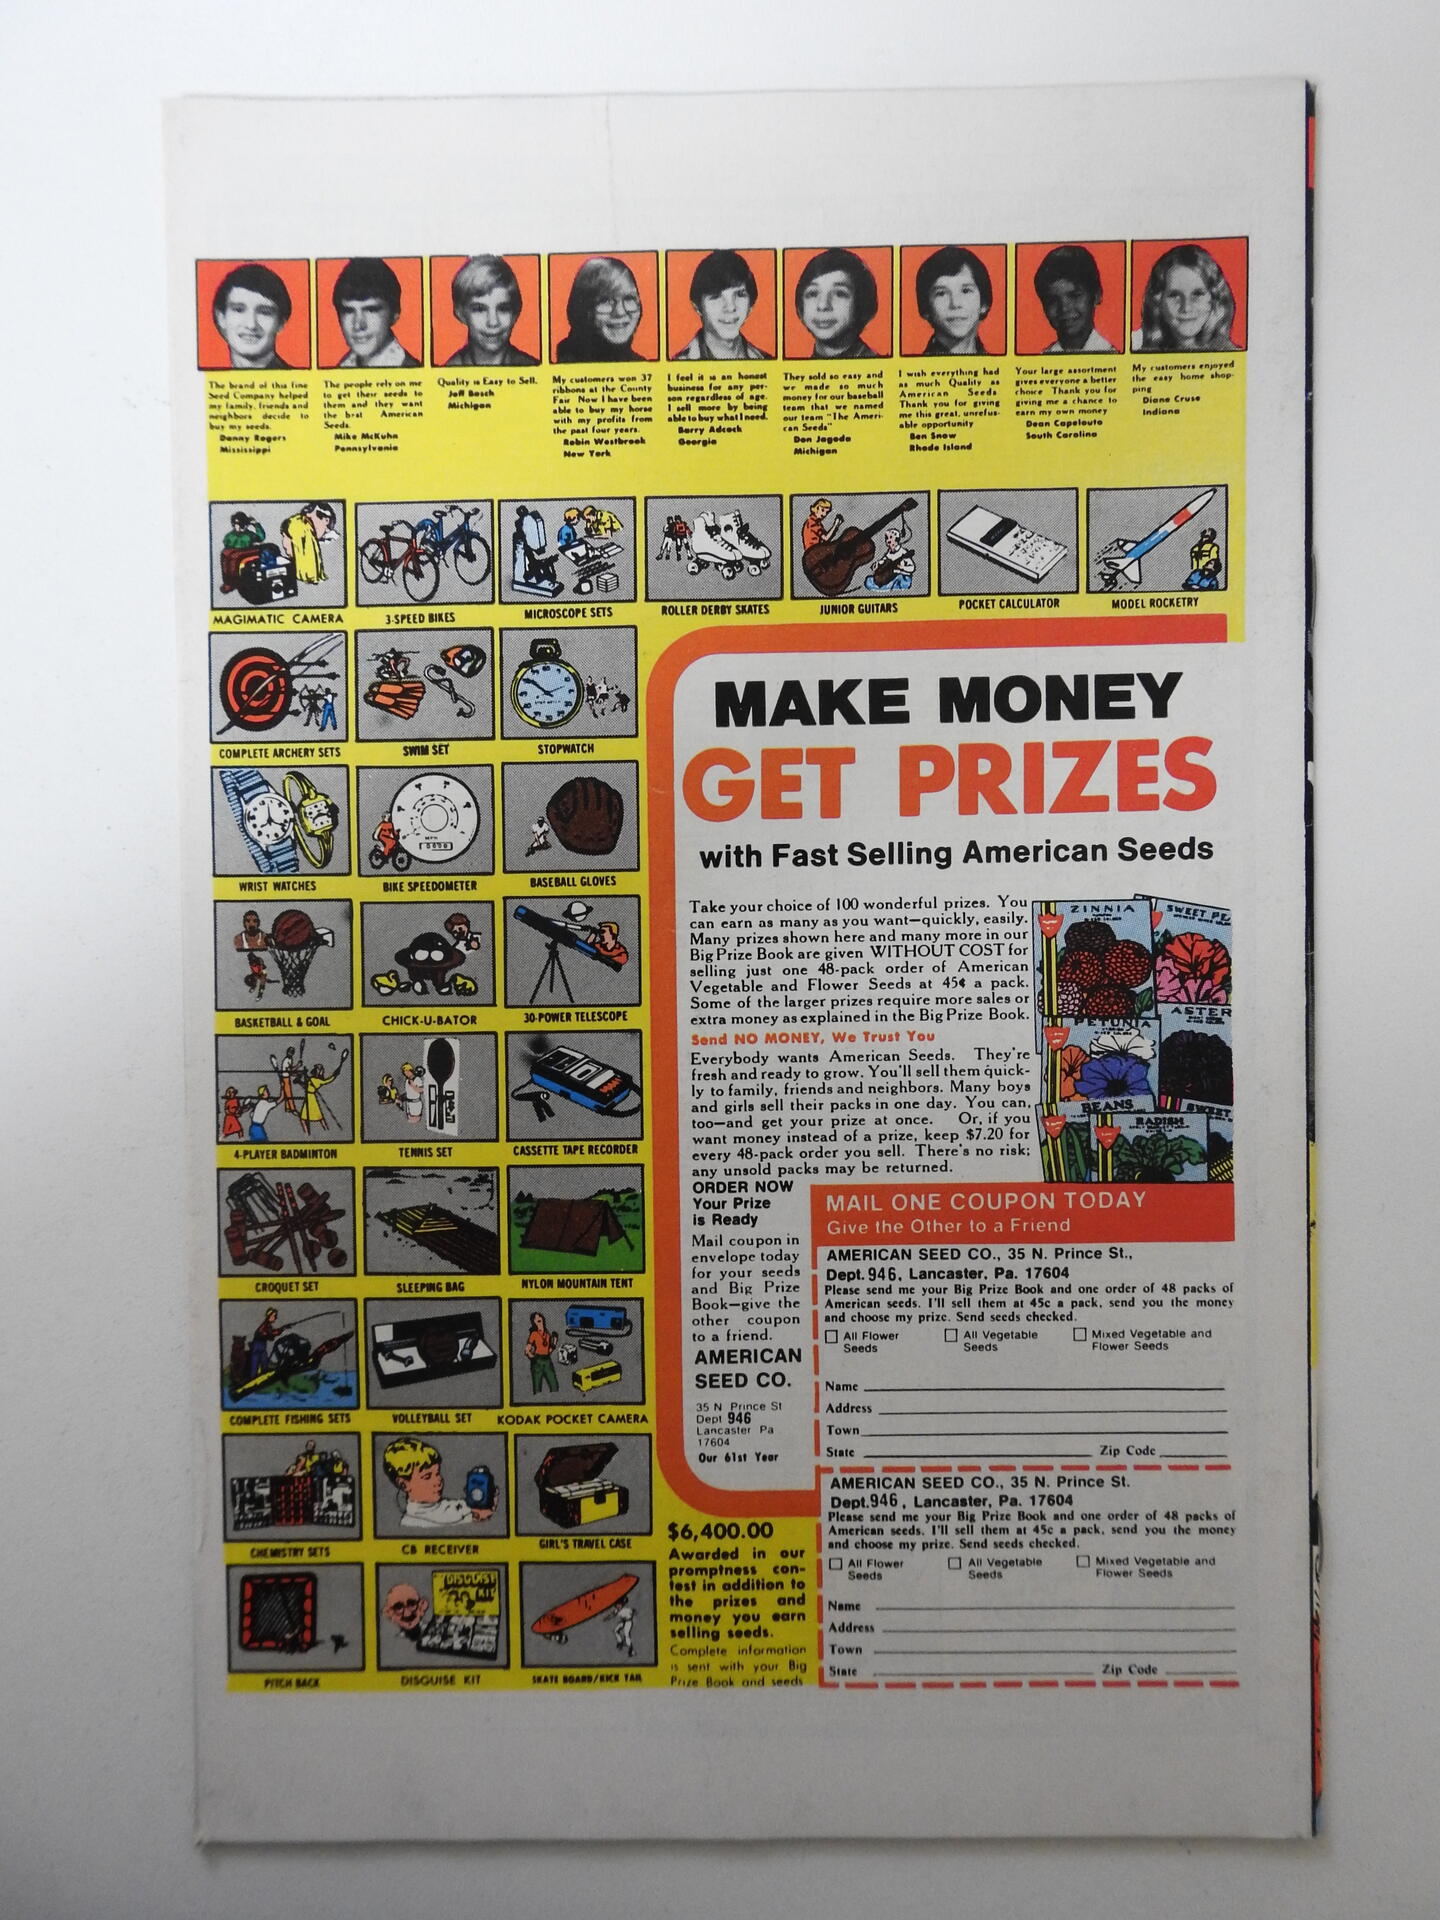 The brand of this fine
Seed Company helped
my family, friends and
neighbors decide to
buy my seeds.
Danny Rogers
Mississippi
The people rely on me
to get their seeds to
them and they want
the best American
Seeds.
Mike McKuhn
Pennsylvania
Quality is Easy to Sell.
Jeff Basch
Michigan
My customers won 37
ribbons at the County
Fair Now I have been
able to buy my horse
with my profits from
the past four years.
Robin Westbrook
New York
I feel it is an honest
business for any per-
son regardless of age.
I sell more by being
able to buy what I need.
Barry Adcock
Georgia
They sold so easy and
we made so much
money for our baseball
team that we named
our team "The Ameri-
can Seeds"
Don Jagoda
Michigan
I wish everything had
as much Quality as
American Seeds
Thank you for giving
me this great, unrefus-
able opportunity
Ben Snow
Rhode Island
Your large assortment
gives everyone a better
choice Thank you for
giving me a chance to
earn my own money
Dean Capelouto
South Carolina
My customers enjoyed
the easy home shop-
ping
Diane Cruse
Indiana
MAGIMATIC CAMERA
3-SPEED BIKES
MICROSCOPE SETS
ROLLER DERBY SKATES
JUNIOR GUITARS
POCKET CALCULATOR
MODEL ROCKETRY
COMPLETE ARCHERY SETS
SWIM SET
STOPWATCH
WRIST WATCHES
BIKE SPEEDOMETER
BASEBALL GLOVES
BASKETBALL & GOAL
CHICK-U-BATOR
30-POWER TELESCOPE
4-PLAYER BADMINTON
TENNIS SET
CASSETTE TAPE RECORDER
CROQUET SET
SLEEPING BAG
NYLON MOUNTAIN TENT
COMPLETE FISHING SETS
VOLLEYBALL SET
KODAK POCKET CAMERA
CHEMISTRY SETS
CB RECEIVER
GIRL'S TRAVEL CASE
PITCH BACK
DISGUISE KIT
DISGUISE KIT
SKATE BOARD/KICK TAIL
MAKE MONEY
GET PRIZES
with Fast Selling American Seeds
Take your choice of 100 wonderful prizes. You
can earn as many as you want—quickly, easily.
Many prizes shown here and many more in our
Big Prize Book are given WITHOUT COST for
selling just one 48-pack order of American
Vegetable and Flower Seeds at 45¢ a pack.
Some of the larger prizes require more sales or
extra money as explained in the Big Prize Book.
Send NO MONEY, We Trust You
Everybody wants American Seeds. They're
fresh and ready to grow. You'll sell them quick-
ly to family, friends and neighbors. Many boys
and girls sell their packs in one day. You can,
too—and get your prize at once. Or, if you
want money instead of a prize, keep $7.20 for
every 48-pack order you sell. There's no risk;
any unsold packs may be returned.
ZINNIA
SWEET PE
ASTER
PETUNIA
BEANS
RADISH
SWEET
ORDER NOW
Your Prize
is Ready
Mail coupon in
envelope today
for your seeds
and Big Prize
Book—give the
other coupon
to a friend.
AMERICAN
SEED CO.
35 N Prince St
Dept 946
Lancaster Pa
17604
Our 61st Year
$6,400.00
Awarded in our
promptness con-
test in addition to
the prizes and
money you earn
selling seeds.
Complete information
is sent with your Big
Prize Book and seeds
MAIL ONE COUPON TODAY
Give the Other to a Friend
AMERICAN SEED CO., 35 N. Prince St.,
Dept. 946, Lancaster, Pa. 17604
Please send me your Big Prize Book and one order of 48 packs of
American seeds. I'll sell them at 45c a pack, send you the money
and choose my prize. Send seeds checked.
All Flower Seeds
All Vegetable Seeds
Mixed Vegetable and Flower Seeds
Name
Address
Town
State Zip Code
AMERICAN SEED CO., 35 N. Prince St.
Dept.946, Lancaster, Pa. 17604
Please send me your Big Prize Book and one order of 48 packs of
American seeds. I'll sell them at 45c a pack, send you the money
and choose my prize. Send seeds checked.
All Flower Seeds
All Vegetable Seeds
Mixed Vegetable and Flower Seeds
Name
Address
Town
State Zip Code